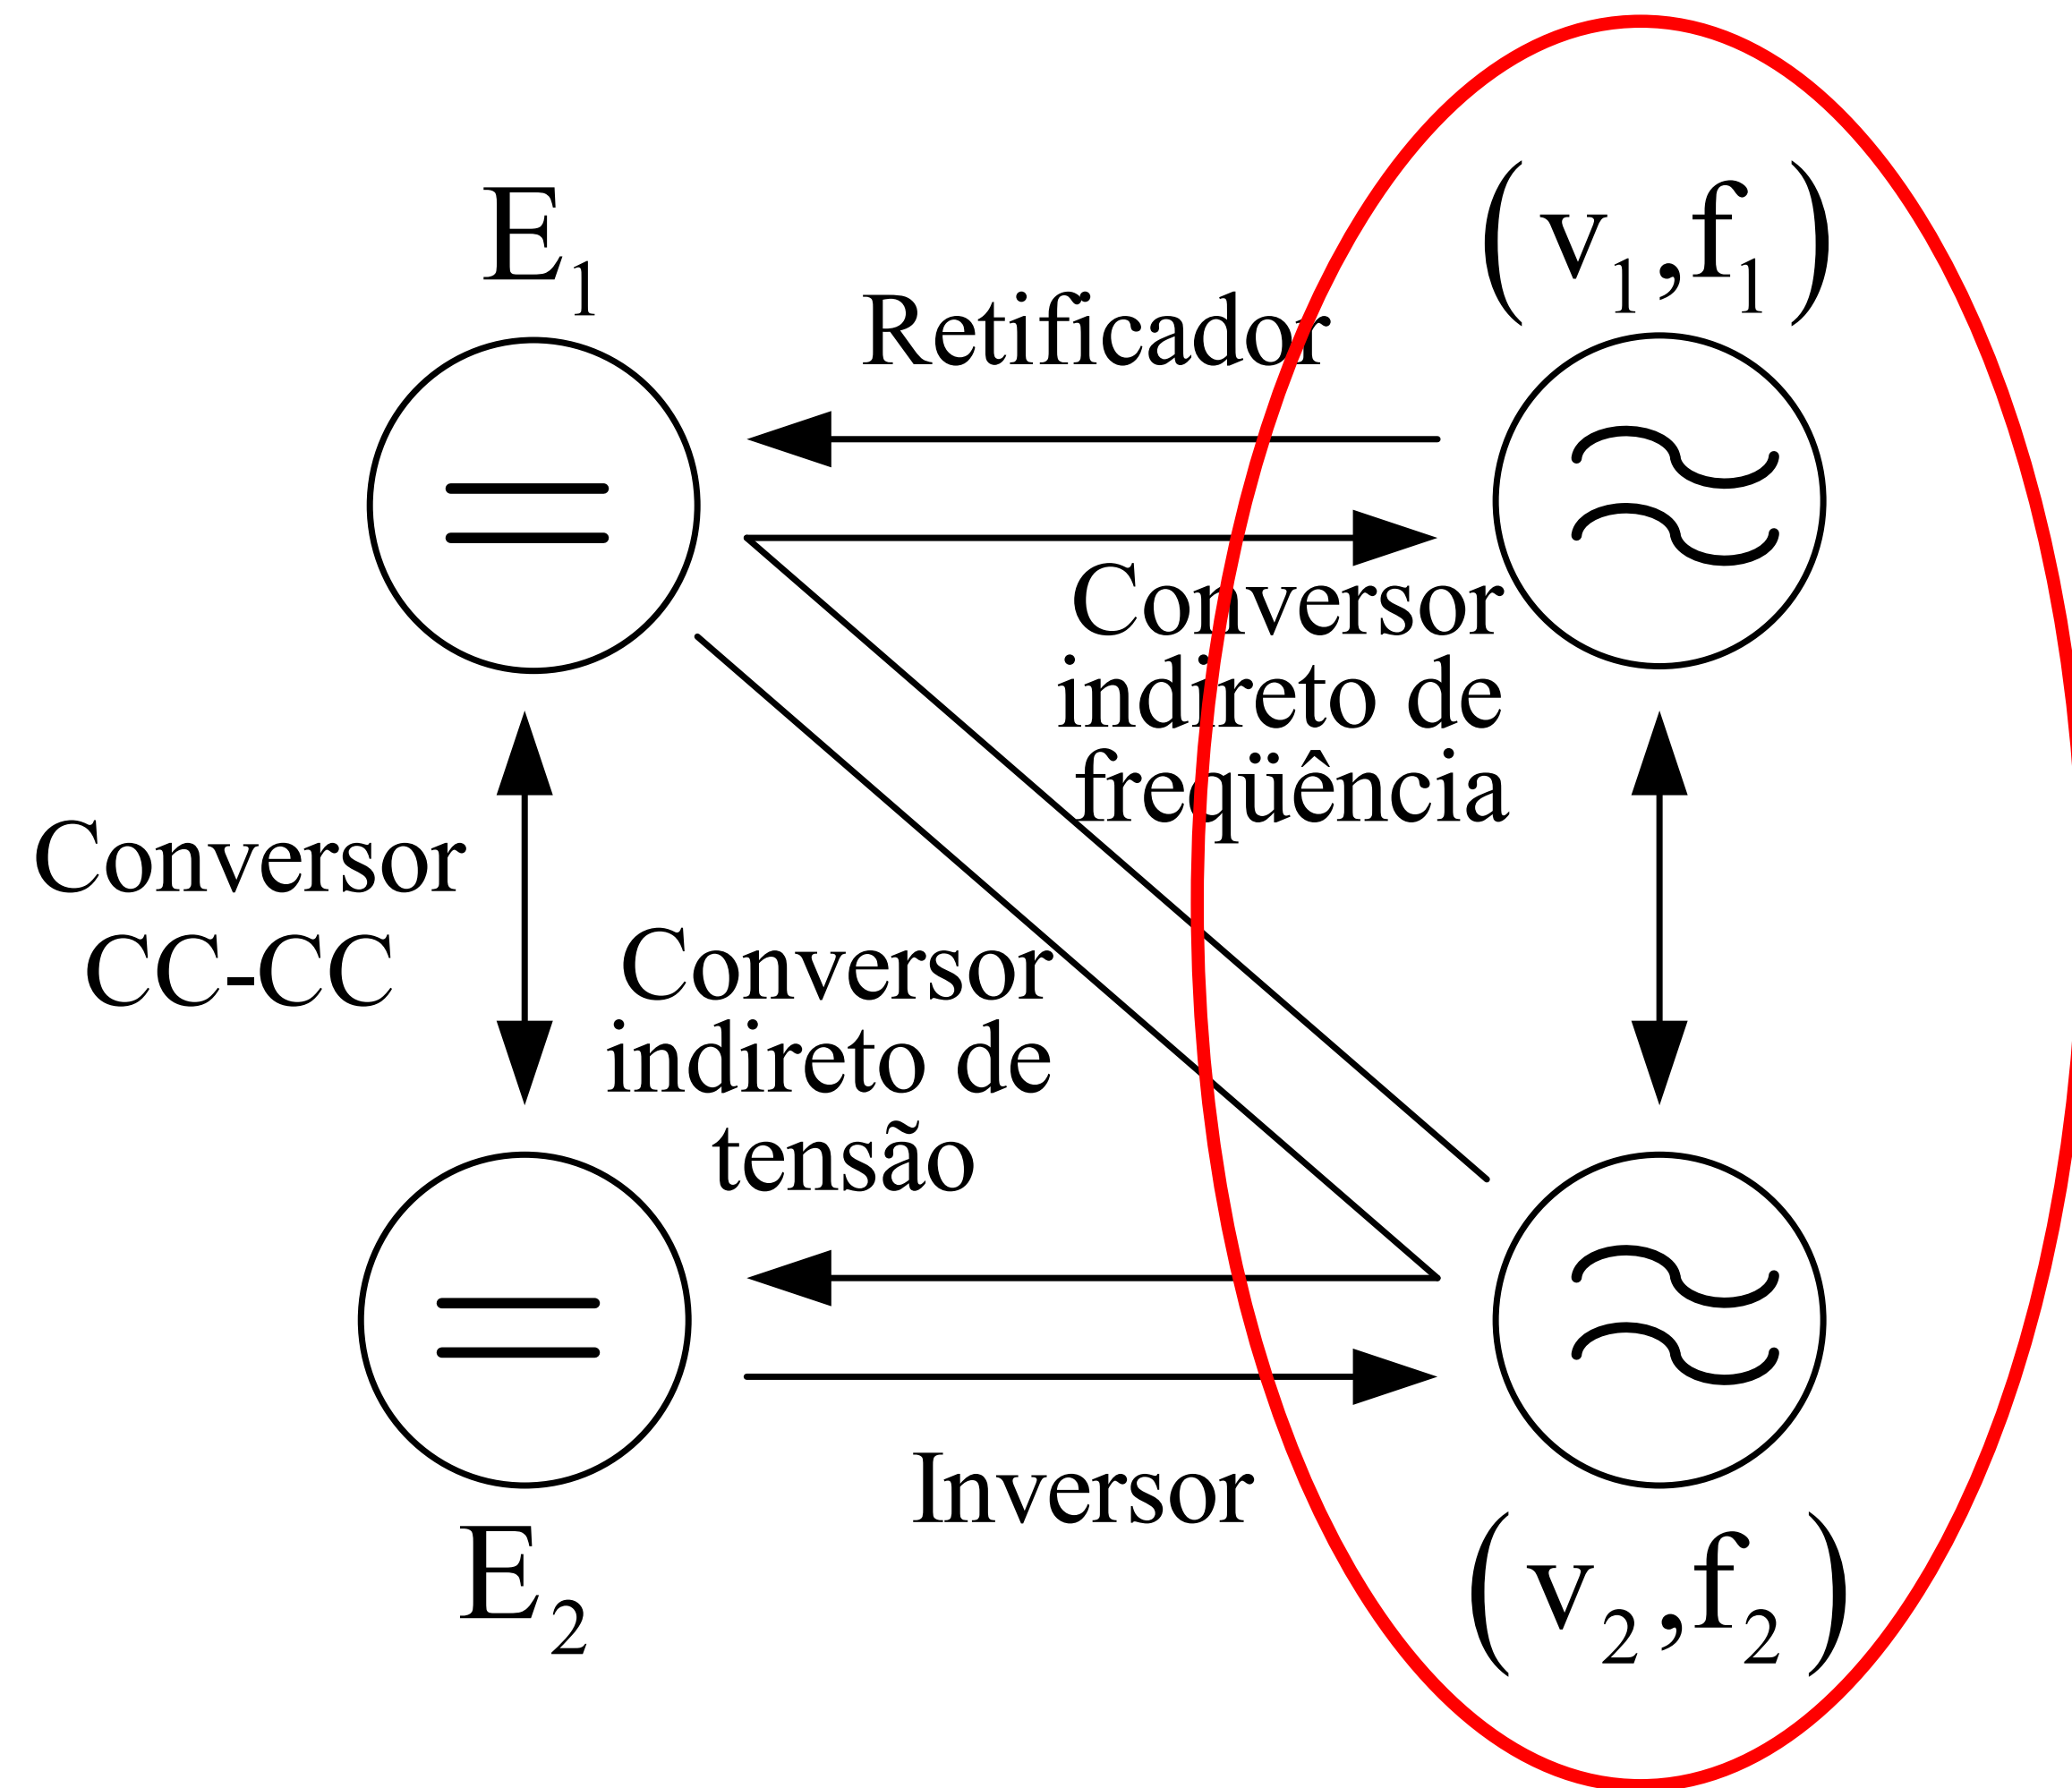 E1
(v1,f1)
Retificador
Conversor
indireto de
freqüência
Conversor
CC-CC
Conversor
indireto de
tensão
Inversor
E2
(v2,f2)